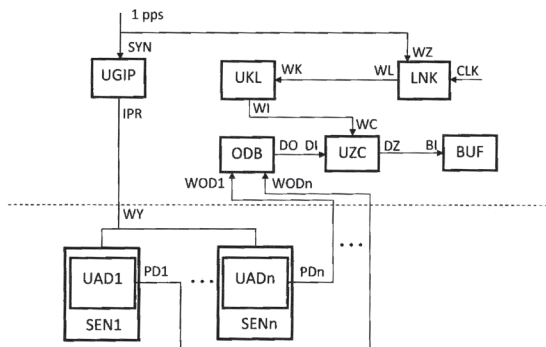 1 pps
SYN
WZ
UGIP
UKL
WK
WL
LNK
CLK
IPR
WI
WC
ODB
DO
DI
UZC
DZ
BI
BUF
WOD1
WODn
WY
...
UAD1
PD1
...
UADn
PDn
SEN1
SENn